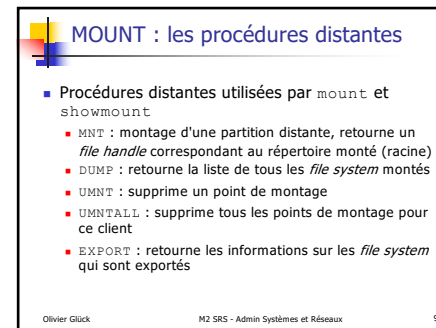 MOUNT : les procédures distantes
Procédures distantes utilisées par mount et
showmount
MNT : montage d'une partition distante, retourne un
file handle correspondant au répertoire monté (racine)
DUMP : retourne la liste de tous les file system montés
UMNT : supprime un point de montage
UMNTALL : supprime tous les points de montage pour
ce client
EXPORT : retourne les informations sur les file system
qui sont exportés
Olivier Glück M2 SRS - Admin Systèmes et Réseaux 9